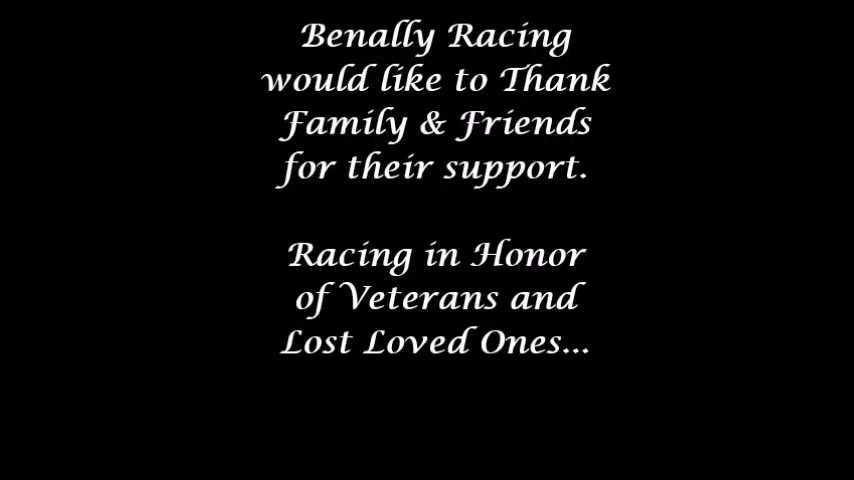 Benally Racing
would like to Thank
Family & Friends
for their support.
Racing in Honor
of Veterans and
Lost Loved Ones...